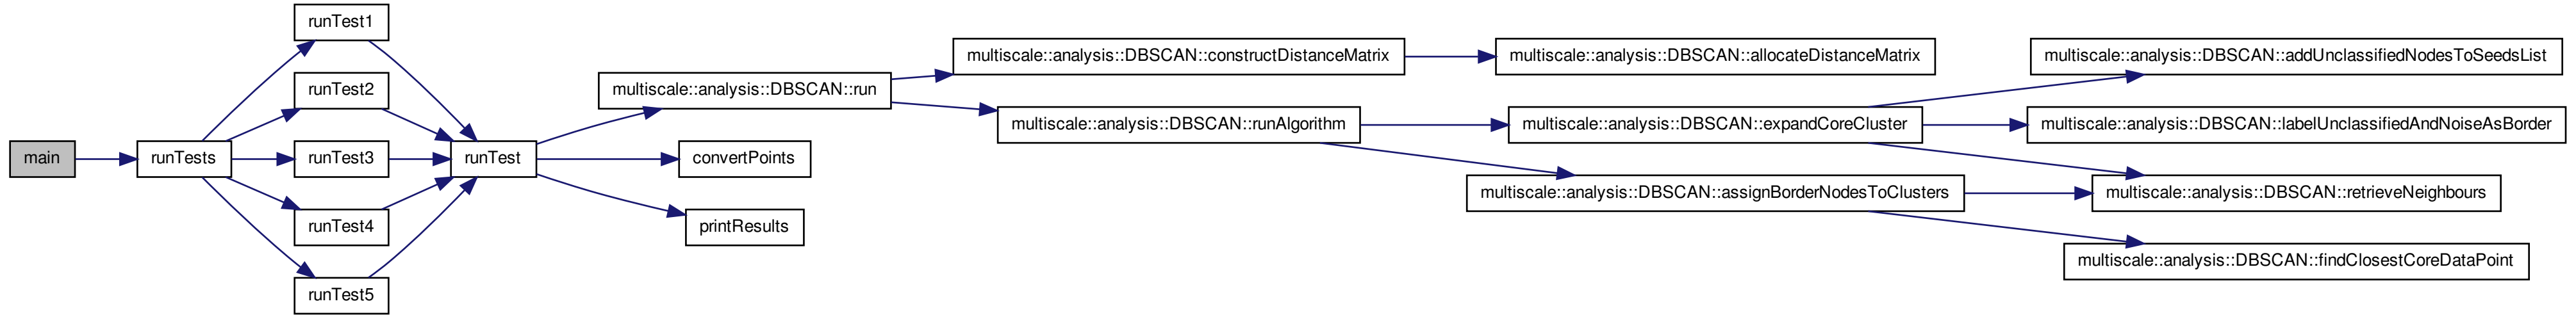 main
runTests
runTest1
runTest2
runTest3
runTest4
runTest5
runTest
multiscale::analysis::DBSCAN::run
convertPoints
printResults
multiscale::analysis::DBSCAN::constructDistanceMatrix
multiscale::analysis::DBSCAN::runAlgorithm
multiscale::analysis::DBSCAN::allocateDistanceMatrix
multiscale::analysis::DBSCAN::expandCoreCluster
multiscale::analysis::DBSCAN::assignBorderNodesToClusters
multiscale::analysis::DBSCAN::addUnclassifiedNodesToSeedsList
multiscale::analysis::DBSCAN::labelUnclassifiedAndNoiseAsBorder
multiscale::analysis::DBSCAN::retrieveNeighbours
multiscale::analysis::DBSCAN::findClosestCoreDataPoint